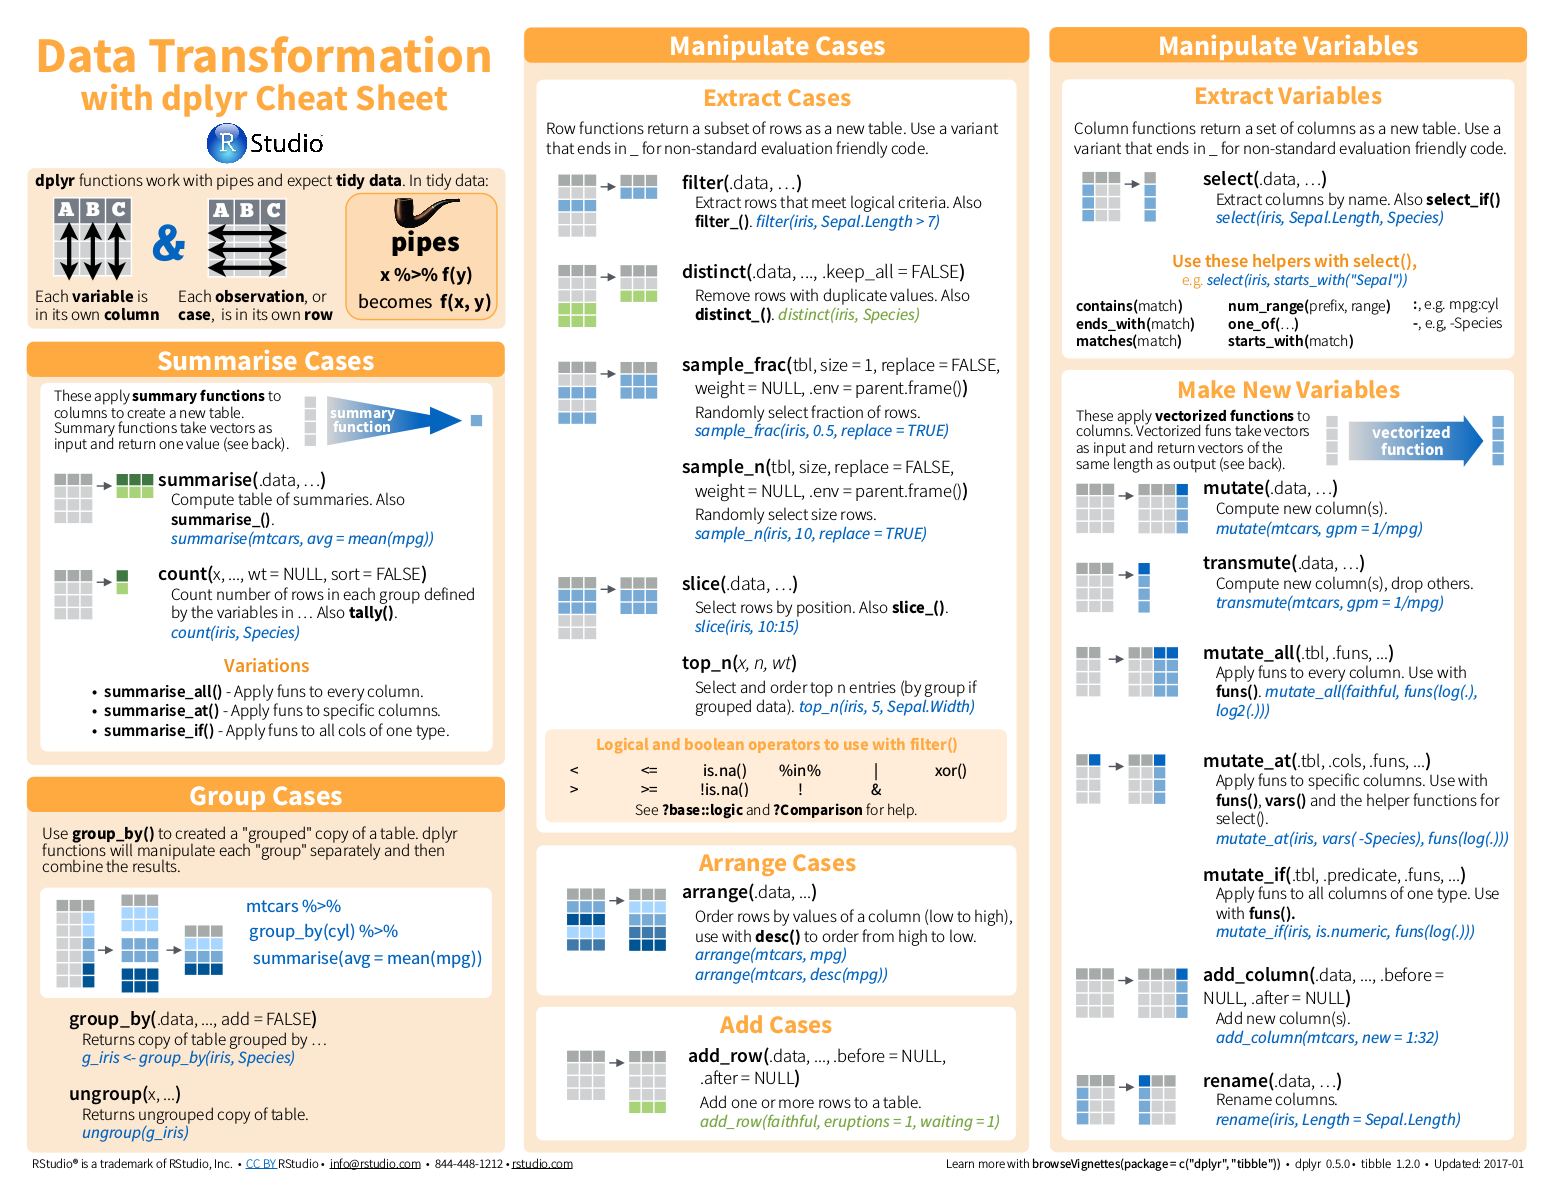 Data Transformation
with dplyr Cheat Sheet
R Studio
dplyr functions work with pipes and expect tidy data. In tidy data:
A B C
&
A B C
pipes
x %>% f(y)
becomes f(x, y)
Each variable is
in its own column
Each observation, or
case, is in its own row
Summarise Cases
These apply summary functions to
columns to create a new table.
Summary functions take vectors as
input and return one value (see back).
summary
function
summarise(.data, …)
Compute table of summaries. Also
summarise_().
summarise(mtcars, avg = mean(mpg))
count(x, ..., wt = NULL, sort = FALSE)
Count number of rows in each group defined
by the variables in … Also tally().
count(iris, Species)
Variations
• summarise_all() - Apply funs to every column.
• summarise_at() - Apply funs to specific columns.
• summarise_if() - Apply funs to all cols of one type.
Group Cases
Use group_by() to created a "grouped" copy of a table. dplyr
functions will manipulate each "group" separately and then
combine the results.
mtcars %>%
group_by(cyl) %>%
summarise(avg = mean(mpg))
group_by(.data, ..., add = FALSE)
Returns copy of table grouped by …
g_iris <- group_by(iris, Species)
ungroup(x, ...)
Returns ungrouped copy of table.
ungroup(g_iris)
Manipulate Cases
Extract Cases
Row functions return a subset of rows as a new table. Use a variant
that ends in _ for non-standard evaluation friendly code.
filter(.data, …)
Extract rows that meet logical criteria. Also
filter_(). filter(iris, Sepal.Length > 7)
distinct(.data, ..., .keep_all = FALSE)
Remove rows with duplicate values. Also
distinct_(). distinct(iris, Species)
sample_frac(tbl, size = 1, replace = FALSE,
weight = NULL, .env = parent.frame())
Randomly select fraction of rows.
sample_frac(iris, 0.5, replace = TRUE)
sample_n(tbl, size, replace = FALSE,
weight = NULL, .env = parent.frame())
Randomly select size rows.
sample_n(iris, 10, replace = TRUE)
slice(.data, …)
Select rows by position. Also slice_().
slice(iris, 10:15)
top_n(x, n, wt)
Select and order top n entries (by group if
grouped data). top_n(iris, 5, Sepal.Width)
Logical and boolean operators to use with filter()
< <= is.na() %in% | xor()
> >= !is.na() ! &
See ?base::logic and ?Comparison for help.
Arrange Cases
arrange(.data, ...)
Order rows by values of a column (low to high),
use with desc() to order from high to low.
arrange(mtcars, mpg)
arrange(mtcars, desc(mpg))
Add Cases
add_row(.data, ..., .before = NULL,
.after = NULL)
Add one or more rows to a table.
add_row(faithful, eruptions = 1, waiting = 1)
Manipulate Variables
Extract Variables
Column functions return a set of columns as a new table. Use a
variant that ends in _ for non-standard evaluation friendly code.
select(.data, …)
Extract columns by name. Also select_if()
select(iris, Sepal.Length, Species)
Use these helpers with select(),
e.g. select(iris, starts_with("Sepal"))
contains(match) num_range(prefix, range) :, e.g. mpg:cyl
ends_with(match) one_of(…) -, e.g, -Species
matches(match) starts_with(match)
Make New Variables
These apply vectorized functions to
columns. Vectorized funs take vectors
as input and return vectors of the
same length as output (see back).
vectorized
function
mutate(.data, …)
Compute new column(s).
mutate(mtcars, gpm = 1/mpg)
transmute(.data, …)
Compute new column(s), drop others.
transmute(mtcars, gpm = 1/mpg)
mutate_all(.tbl, .funs, ...)
Apply funs to every column. Use with
funs(). mutate_all(faithful, funs(log(.),
log2(.)))
mutate_at(.tbl, .cols, .funs, ...)
Apply funs to specific columns. Use with
funs(), vars() and the helper functions for
select().
mutate_at(iris, vars( -Species), funs(log(.)))
mutate_if(.tbl, .predicate, .funs, ...)
Apply funs to all columns of one type. Use
with funs().
mutate_if(iris, is.numeric, funs(log(.)))
add_column(.data, ..., .before =
NULL, .after = NULL)
Add new column(s).
add_column(mtcars, new = 1:32)
rename(.data, …)
Rename columns.
rename(iris, Length = Sepal.Length)
RStudio® is a trademark of RStudio, Inc. • CC BY RStudio • info@rstudio.com • 844-448-1212 • rstudio.com
Learn more with browseVignettes(package = c("dplyr", "tibble")) • dplyr 0.5.0 • tibble 1.2.0 • Updated: 2017-01